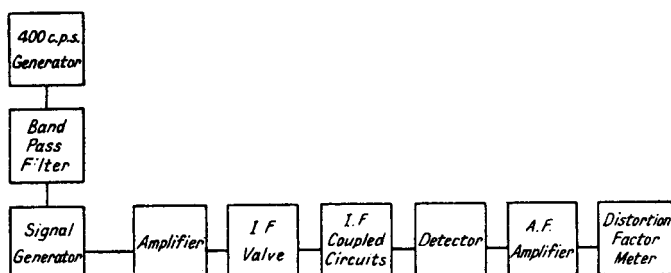 400 c.p.s.
Generator
Band
Pass
Filter
Signal
Generator
Amplifier
I F
Valve
I.F
Coupled
Circuits
Detector
A.F.
Amplifier
Distortion
Factor
Meter